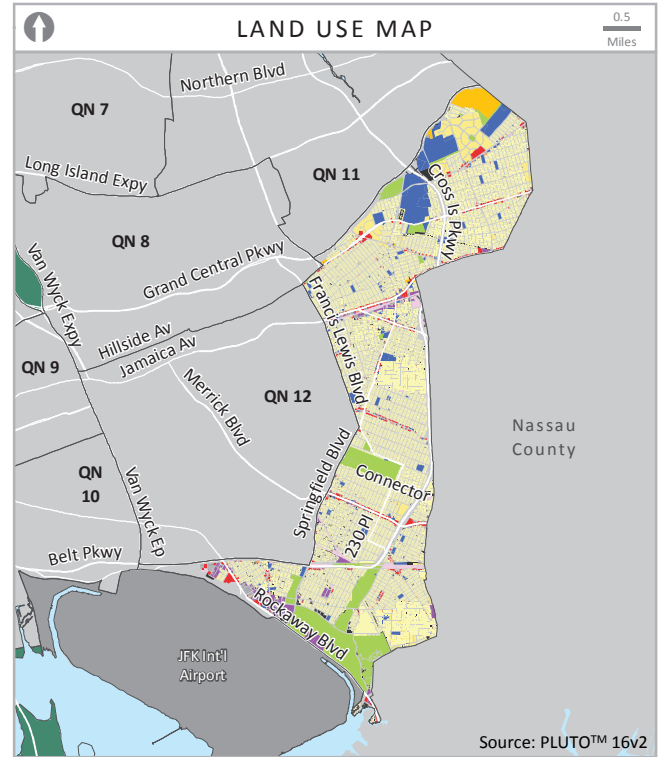 LAND USE MAP
0.5
Miles
Northern Blvd
QN 7
Long Island Expy
QN 11
Cross Is Pkwy
QN 8
Grand Central Pkwy
Van Wyck Expy
Francis Lewis Blvd
Hillside Av
Jamaica Av
QN 9
QN 12
Merrick Blvd
Nassau
County
Springfield Blvd
QN
10
Connector
Van Wyck Ep
230 Pl
Belt Pkwy
Rockaway Blvd
JFK Int'l
Airport
Source: PLUTO™ 16v2